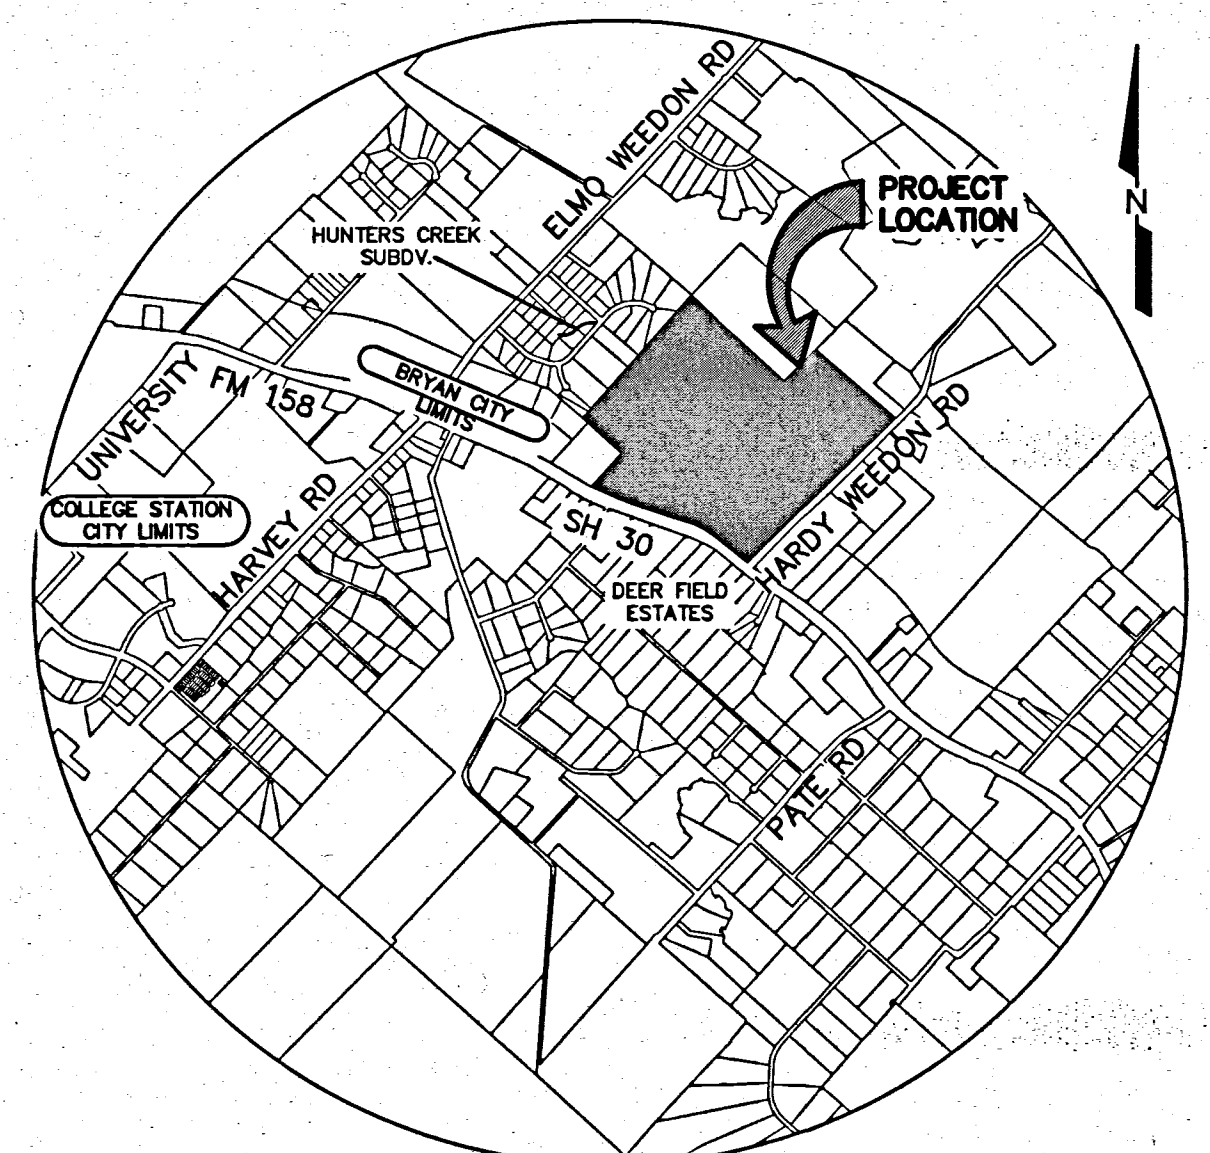 ELMO WEEDON RD
PROJECT
LOCATION
N
HUNTERS CREEK
SUBDV.
UNIVERSITY
FM 158
BRYAN CITY
LIMITS
HARDY WEEDON RD
COLLEGE STATION
CITY LIMITS
HARVEY RD
SH 30
DEER FIELD
ESTATES
PATE RD